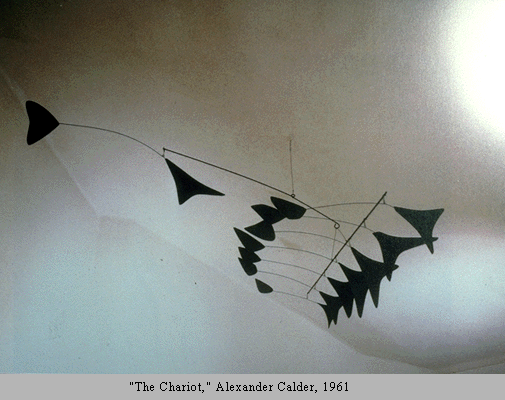 "The Chariot," Alexander Calder, 1961